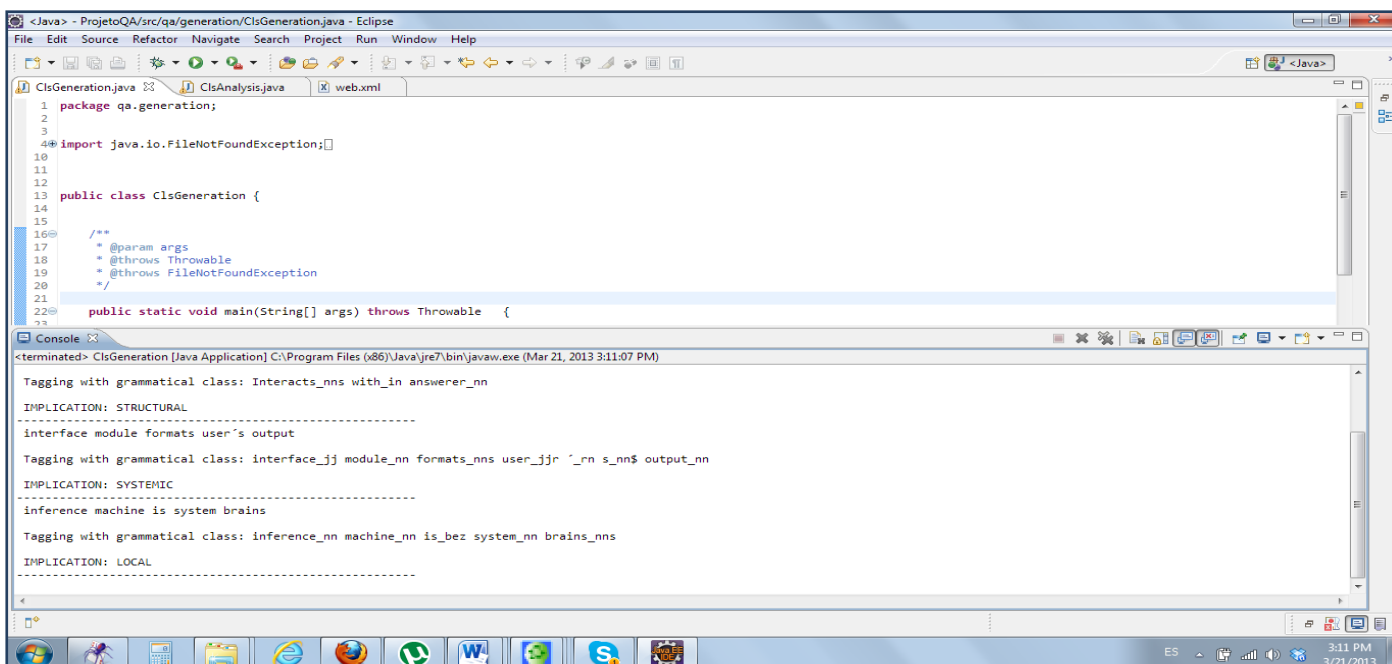 <Java> - ProjetoQA/src/qa/generation/ClsGeneration.java - Eclipse
File Edit Source Refactor Navigate Search Project Run Window Help
<Java>
ClsGeneration.java ClsAnalysis.java web.xml
1 package qa.generation;
2
3
4 import java.io.FileNotFoundException;
10
11
12
13 public class ClsGeneration {
14
15
16 /**
17 * @param args
18 * @throws Throwable
19 * @throws FileNotFoundException
20 */
21
22 public static void main(String[] args) throws Throwable {
23
Console
<terminated> ClsGeneration [Java Application] C:\Program Files (x86)\Java\jre7\bin\javaw.exe (Mar 21, 2013 3:11:07 PM)
Tagging with grammatical class: Interacts_nns with_in answerer_nn
IMPLICATION: STRUCTURAL
--------------------------------------------------------
interface module formats user´s output
Tagging with grammatical class: interface_jj module_nn formats_nns user_jjr ´_rn s_nn$ output_nn
IMPLICATION: SYSTEMIC
--------------------------------------------------------
inference machine is system brains
Tagging with grammatical class: inference_nn machine_nn is_bez system_nn brains_nns
IMPLICATION: LOCAL
--------------------------------------------------------
ES 3:11 PM
3/21/2013